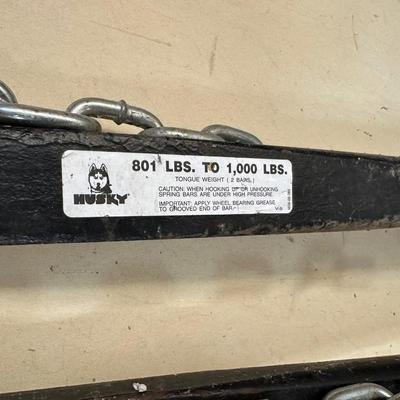 801 LBS. TO 1,000 LBS.
TONGUE WEIGHT ( 2 BARS, )
CAUTION: WHEN HOOKING UP OR UNHOOKING
SPRING BARS ARE UNDER HIGH PRESSURE.
IMPORTANT: APPLY WHEEL BEARING GREASE
TO GROOVED END OF BAR.
HUSKY